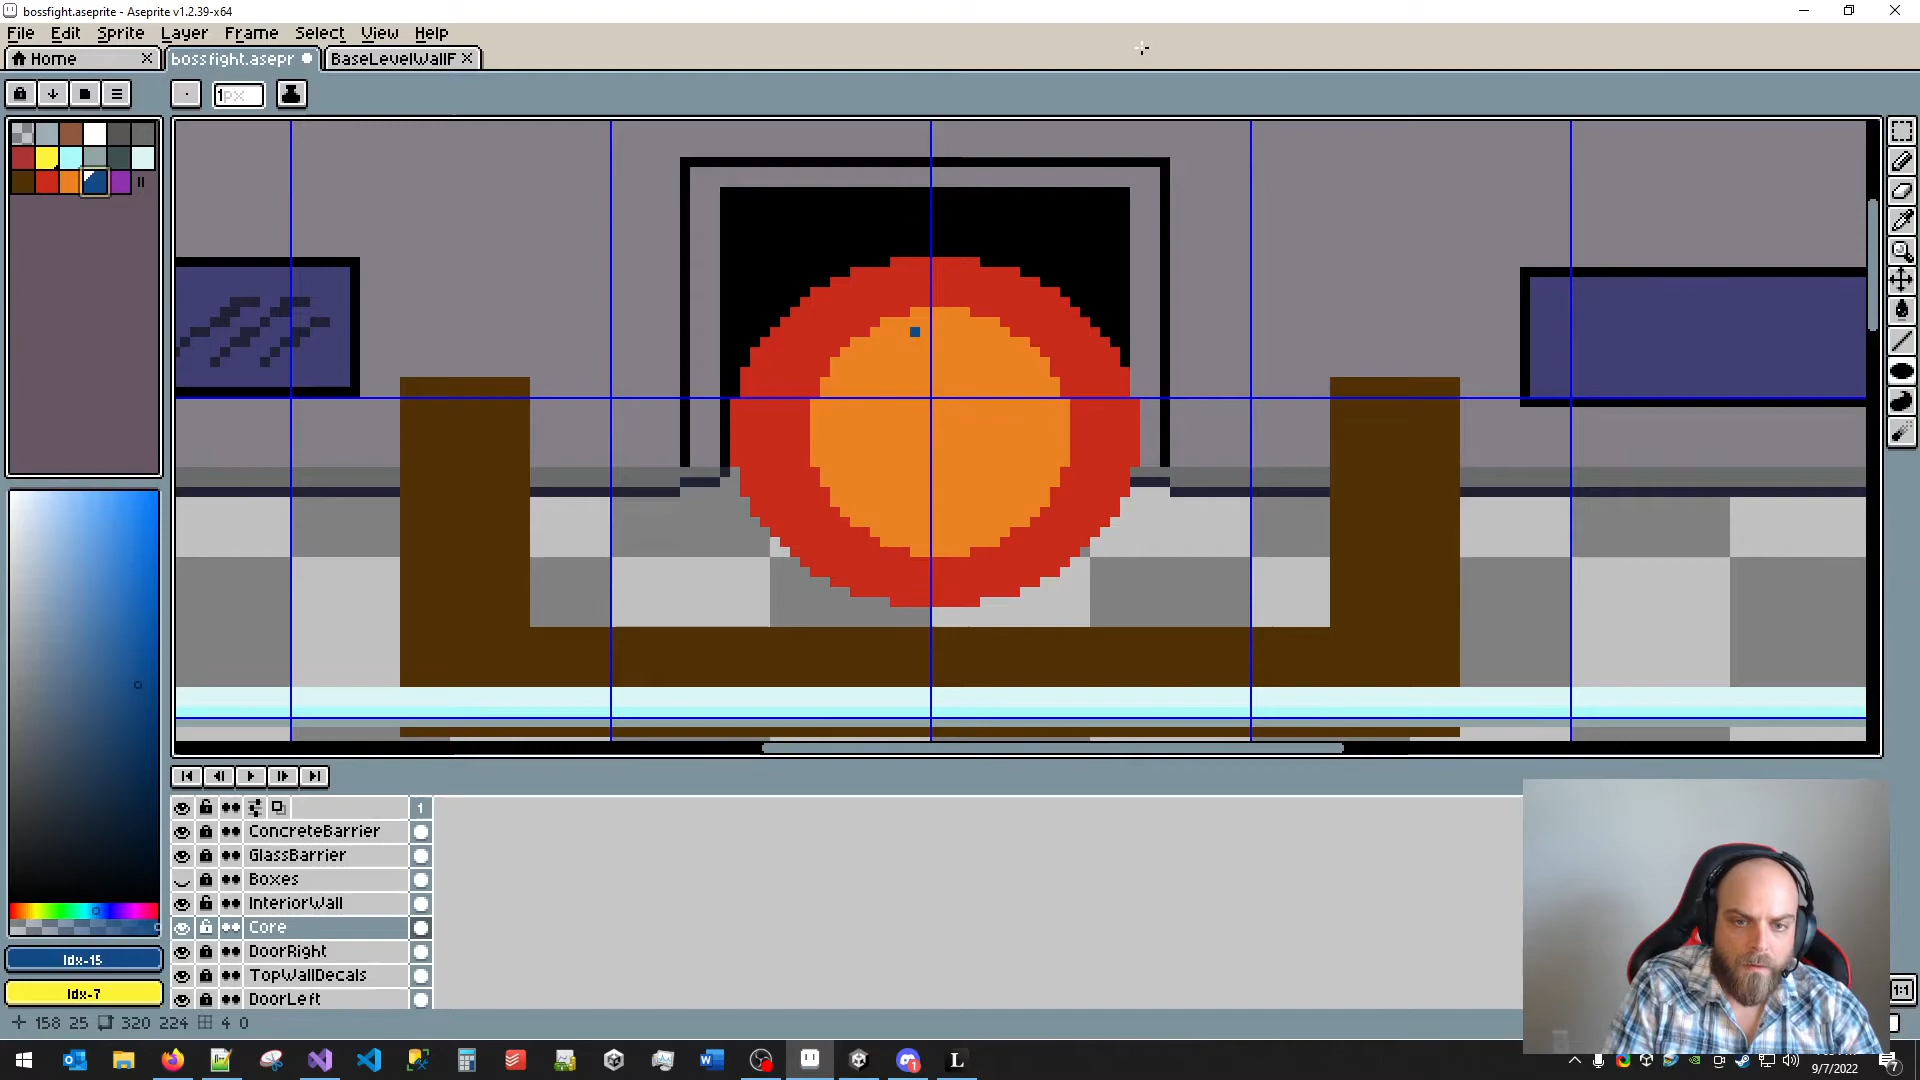 bossfight.aseprite - Aseprite v1.2.39-x64
File Edit Sprite Layer Frame Select View Help
Home bossfight.asepr BaseLevelWallF
1px
1
ConcreteBarrier
GlassBarrier
Boxes
InteriorWall
Core
DoorRight
TopWallDecals
DoorLeft
Idx-15
Idx-7
1:1
158 25 320 224 4 0
9/7/2022